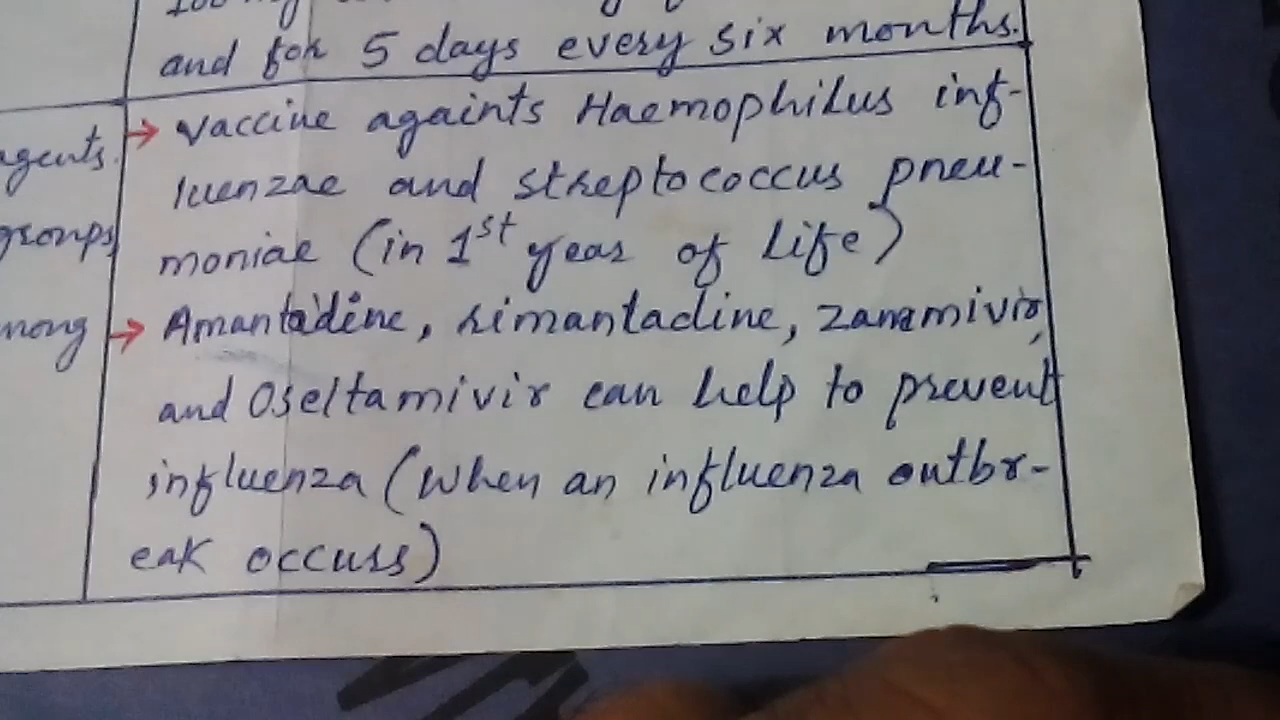 and for 5 days every six months.
agents. → vaccine againts Haemophilus inf-
luenzae and streptococcus pneu-
groups moniae (in 1st year of life)
mong → Amantadine, rimantadine, zanamivir,
and Oseltamivir can help to prevent
influenza (When an influenza outbr-
eak occurs)